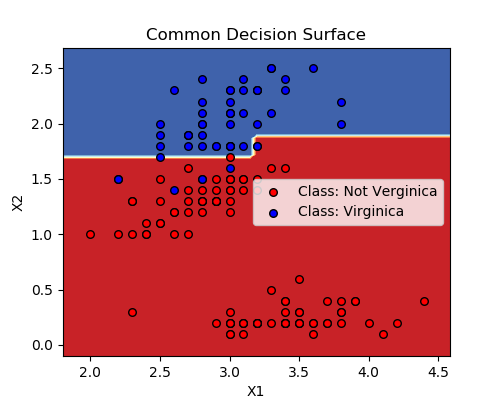 Common Decision Surface
X2
2.5
2.0
1.5
1.0
0.5
0.0
Class: Not Verginica
Class: Virginica
2.0 2.5 3.0 3.5 4.0 4.5
X1